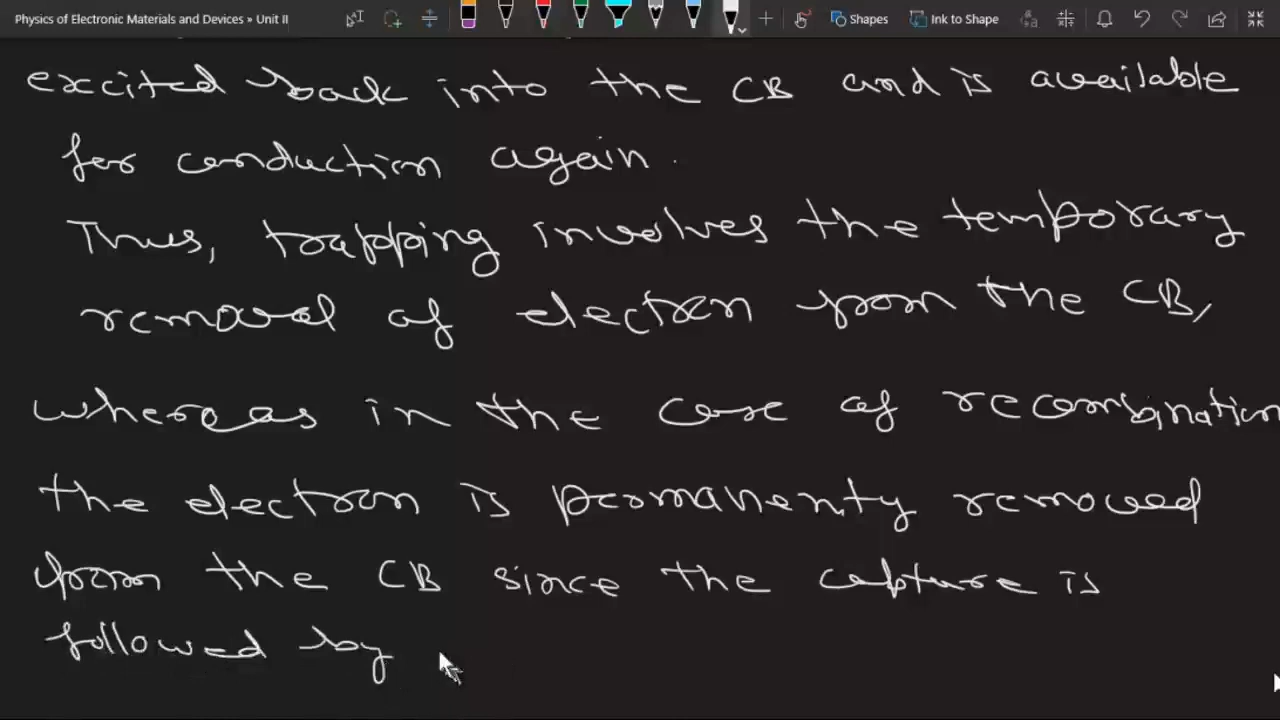 Physics of Electronic Materials and Devices » Unit II
Shapes
Ink to Shape
excited back into the CB and is available
for conduction again.
Thus, trapping involves the temporary
removal of electron from the CB,
whereas in the case of recombination
the electron is permanenty removed
from the CB since the capture is
followed by